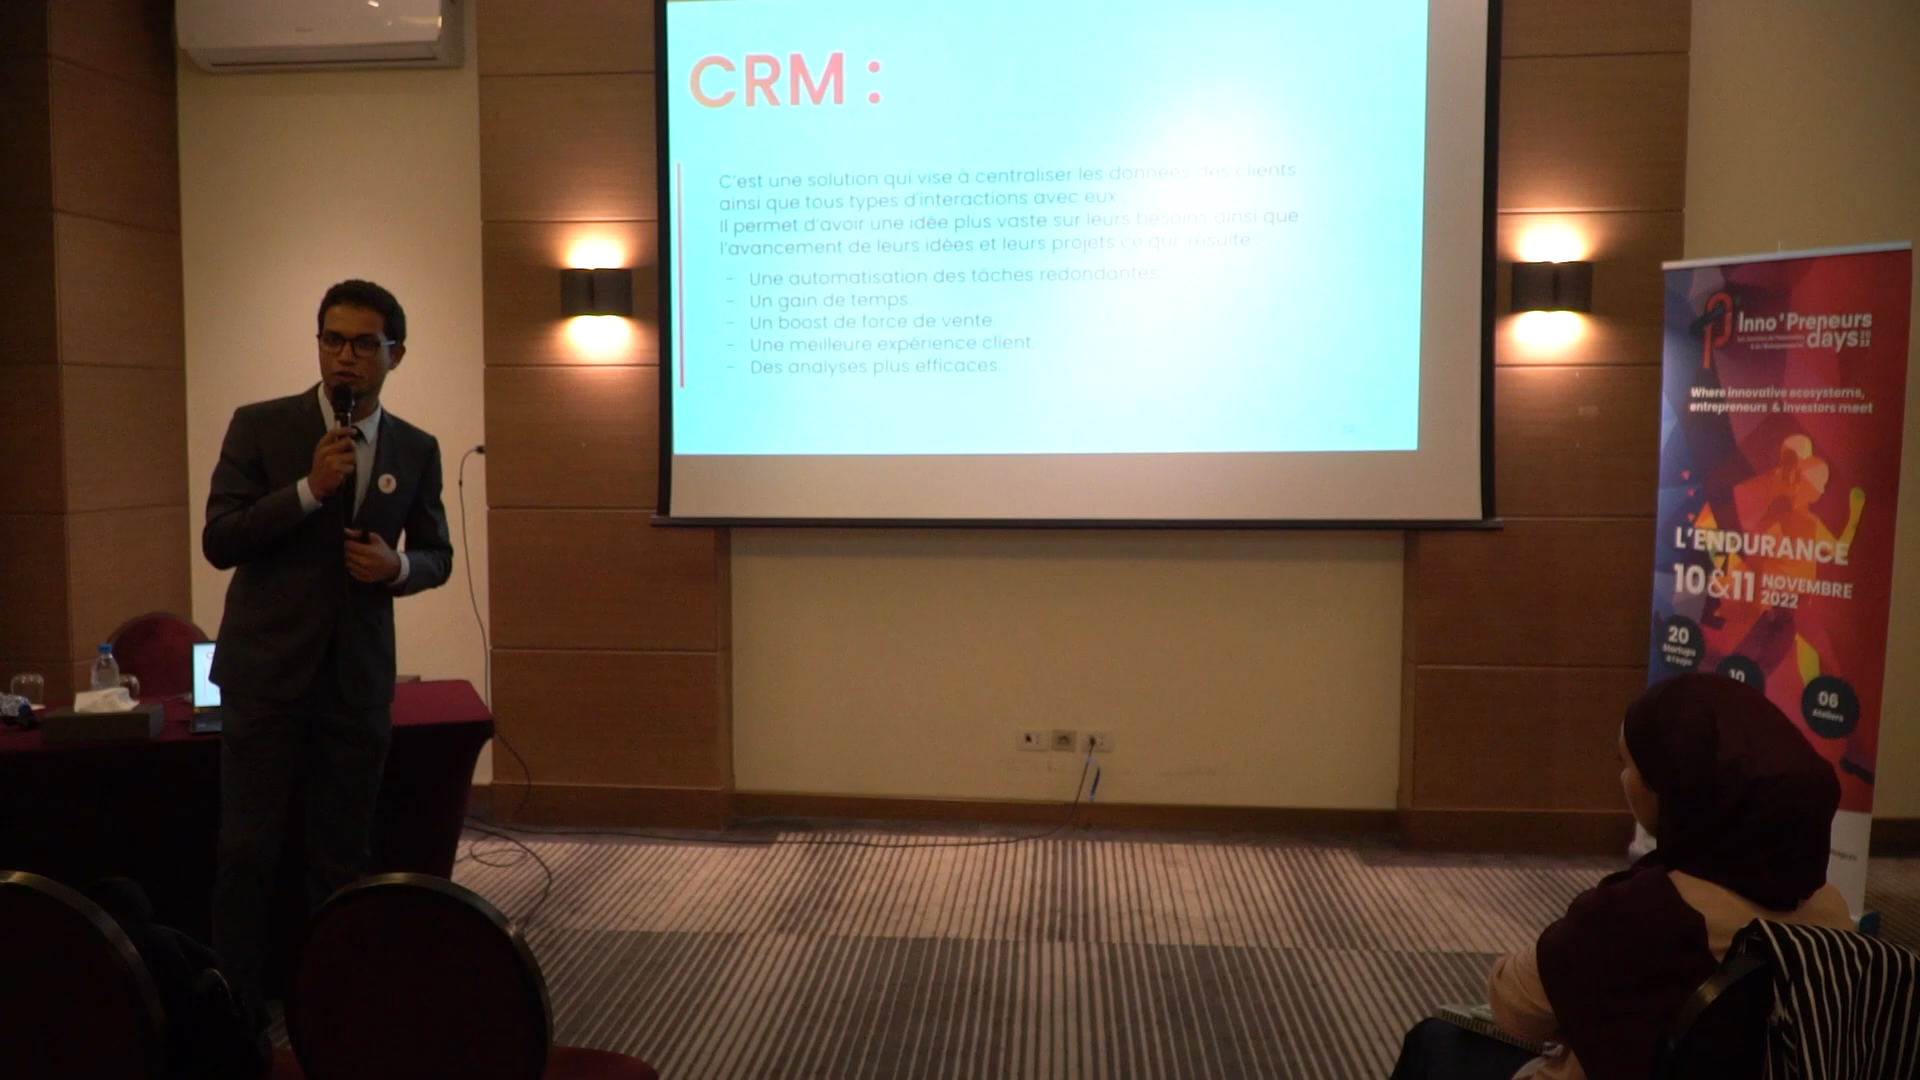 CRM :
C'est une solution qui vise à centraliser les données des clients
ainsi que tous types d'interactions avec eux.
Il permet d'avoir une idée plus vaste sur leurs besoins ainsi que
l'avancement de leurs idées et leurs projets ce qui résulte
- Une automatisation des tâches redondantes
- Un gain de temps.
- Un boost de force de vente.
- Une meilleure expérience client.
- Des analyses plus efficaces.
Inno'Preneurs
days
Where innovative ecosystems,
entrepreneurs & investors meet
L'ENDURANCE
10&11 NOVEMBRE
2022
20
Startups
10
06
Ateliers